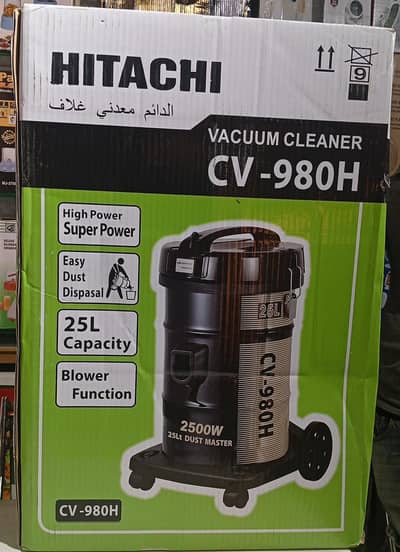 HITACHI
الدائم معدني غلاف
9
VACUUM CLEANER
CV-980H
High Power
Super Power
Easy
Dust
Dispasal
25L
Capacity
Blower
Function
25L
CV-980H
2500W
25Lt DUST MASTER
CV-980H